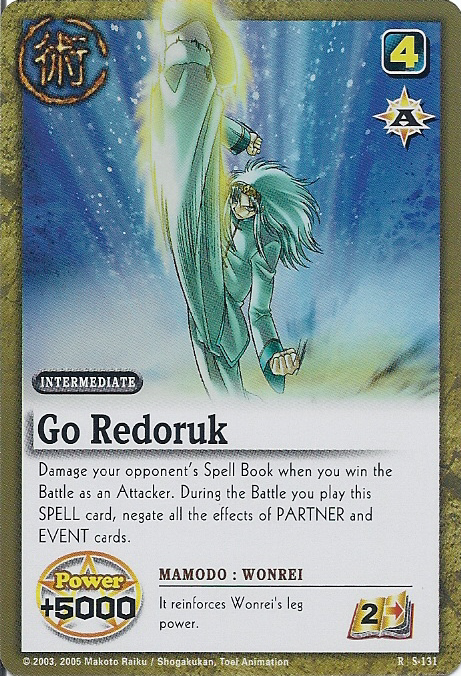 術
4
A
INTERMEDIATE
Go Redoruk
Damage your opponent's Spell Book when you win the
Battle as an Attacker. During the Battle you play this
SPELL card, negate all the effects of PARTNER and
EVENT cards.
Power
+5000
MAMODO : WONREI
It reinforces Wonrei's leg
power.
2
© 2003, 2005 Makoto Raiku / Shogakukan, Toei Animation
R S-131